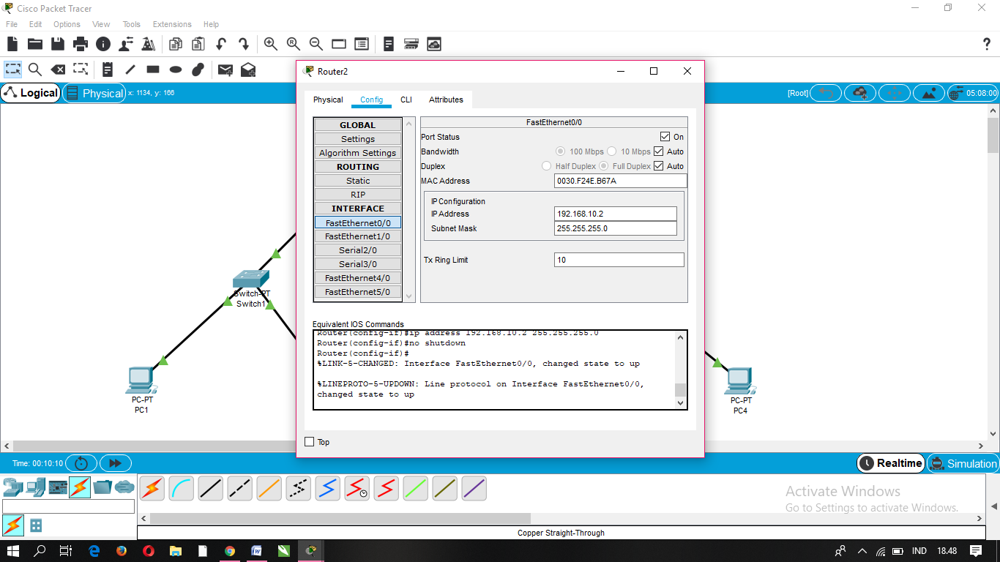 Cisco Packet Tracer
File Edit Options View Tools Extensions Help
Logical
Physical
x: 1134, y: 166
[Root]
05:08:00
Router2
Physical Config CLI Attributes
GLOBAL
Settings
Algorithm Settings
ROUTING
Static
RIP
INTERFACE
FastEthernet0/0
FastEthernet1/0
Serial2/0
Serial3/0
FastEthernet4/0
FastEthernet5/0
FastEthernet0/0
Port Status On
Bandwidth 100 Mbps 10 Mbps Auto
Duplex Half Duplex Full Duplex Auto
MAC Address 0030.F24E.B67A
IP Configuration
IP Address 192.168.10.2
Subnet Mask 255.255.255.0
Tx Ring Limit 10
Equivalent IOS Commands
Router(config-if)#ip address 192.168.10.2 255.255.255.0
Router(config-if)#no shutdown
Router(config-if)#
%LINK-5-CHANGED: Interface FastEthernet0/0, changed state to up
%LINEPROTO-5-UPDOWN: Line protocol on Interface FastEthernet0/0,
changed state to up
Top
Switch-PT
Switch1
PC-PT
PC1
PC-PT
PC4
Time: 00:10:10
Realtime
Simulation
Activate Windows
Go to Settings to activate Windows.
Copper Straight-Through
IND 18.48